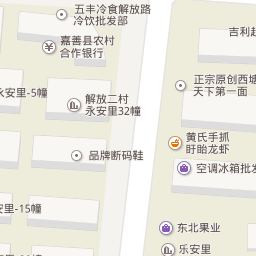 五丰冷食解放路
冷饮批发部
吉利超
嘉善县农村
合作银行
正宗原创西塘
天下第一面
永安里-5幢
解放二村
永安里32幢
黄氏手抓
盱眙龙虾
品牌断码鞋
空调冰箱批发
安里-15幢
东北果业
乐安里